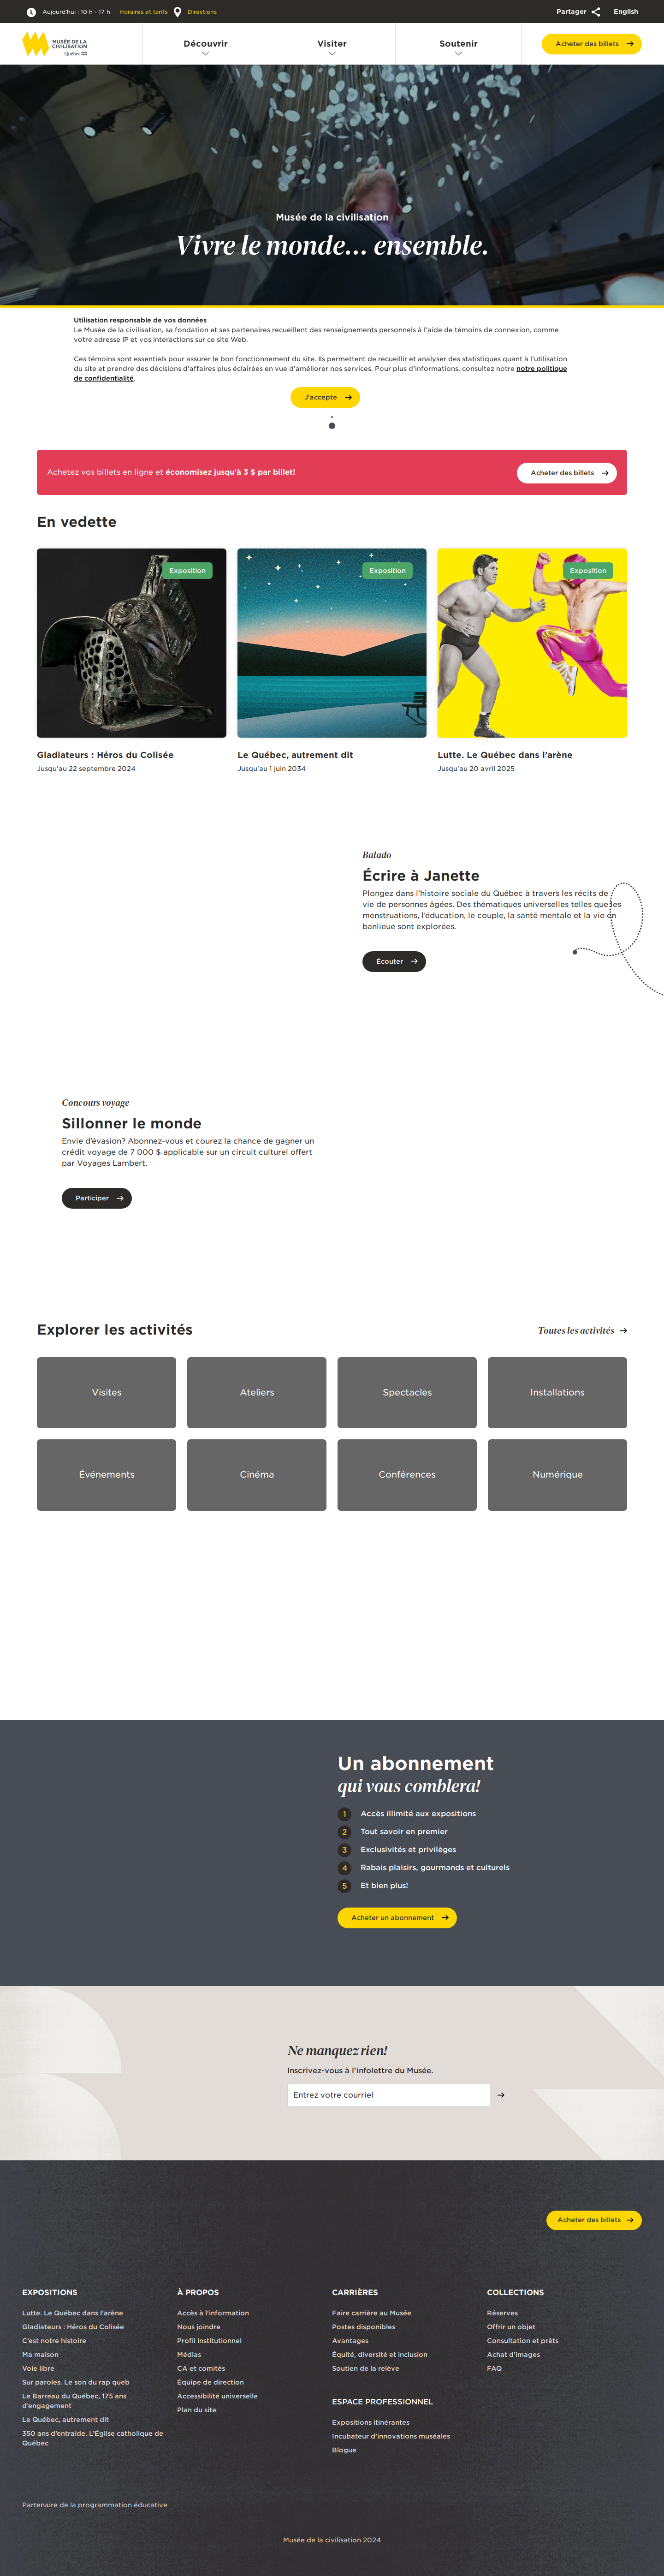 Aujourd'hui : 10 h - 17 h Horaires et tarifs Directions Partager English
MUSÉE DE LA
CIVILISATION
Québec
Découvrir Visiter Soutenir Acheter des billets
Musée de la civilisation
Vivre le monde... ensemble.
Utilisation responsable de vos données
Le Musée de la civilisation, sa fondation et ses partenaires recueillent des renseignements personnels à l'aide de témoins de connexion, comme
votre adresse IP et vos interactions sur ce site Web.
Ces témoins sont essentiels pour assurer le bon fonctionnement du site. Ils permettent de recueillir et analyser des statistiques quant à l'utilisation
du site et prendre des décisions d'affaires plus éclairées en vue d'améliorer nos services. Pour plus d'informations, consultez notre notre politique
de confidentialité.
J'accepte
Achetez vos billets en ligne et économisez jusqu'à 3 $ par billet!
Acheter des billets
En vedette
Exposition
Exposition
Exposition
Gladiateurs : Héros du Colisée
Jusqu'au 22 septembre 2024
Le Québec, autrement dit
Jusqu'au 1 juin 2034
Lutte. Le Québec dans l'arène
Jusqu'au 20 avril 2025
Balado
Écrire à Janette
Plongez dans l'histoire sociale du Québec à travers les récits de
vie de personnes âgées. Des thématiques universelles telles que les
menstruations, l'éducation, le couple, la santé mentale et la vie en
banlieue sont explorées.
Écouter
Concours voyage
Sillonner le monde
Envie d'évasion? Abonnez-vous et courez la chance de gagner un
crédit voyage de 7 000 $ applicable sur un circuit culturel offert
par Voyages Lambert.
Participer
Explorer les activités
Toutes les activités
Visites
Ateliers
Spectacles
Installations
Événements
Cinéma
Conférences
Numérique
Un abonnement
qui vous comblera!
1 Accès illimité aux expositions
2 Tout savoir en premier
3 Exclusivités et privilèges
4 Rabais plaisirs, gourmands et culturels
5 Et bien plus!
Acheter un abonnement
Ne manquez rien!
Inscrivez-vous à l'infolettre du Musée.
Entrez votre courriel
Acheter des billets
EXPOSITIONS
Lutte. Le Québec dans l'arène
Gladiateurs : Héros du Colisée
C'est notre histoire
Ma maison
Voie libre
Sur paroles. Le son du rap queb
Le Barreau du Québec, 175 ans
d'engagement
Le Québec, autrement dit
350 ans d'entraide. L'Église catholique de
Québec
À PROPOS
Accès à l'information
Nous joindre
Profil institutionnel
Médias
CA et comités
Équipe de direction
Accessibilité universelle
Plan du site
CARRIÈRES
Faire carrière au Musée
Postes disponibles
Avantages
Équité, diversité et inclusion
Soutien de la relève
ESPACE PROFESSIONNEL
Expositions itinérantes
Incubateur d'innovations muséales
Blogue
COLLECTIONS
Réserves
Offrir un objet
Consultation et prêts
Achat d'images
FAQ
Partenaire de la programmation éducative
Musée de la civilisation 2024